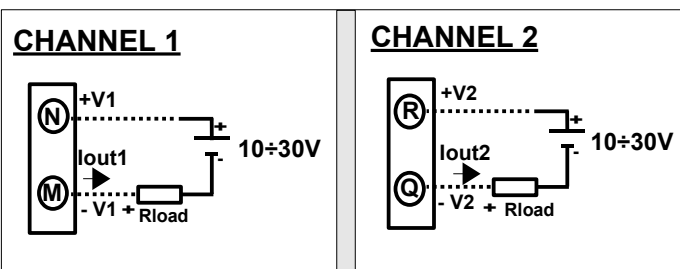 CHANNEL 1
N
+V1
+
-
10÷30V
Iout1
M
- V1 +
Rload
CHANNEL 2
R
+V2
+
-
10÷30V
Iout2
Q
- V2 +
Rload